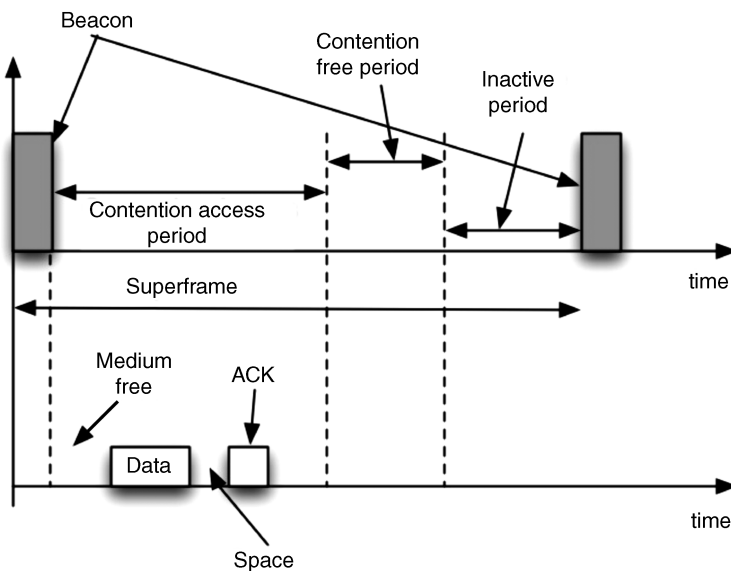 Beacon
Contention
free period
Inactive
period
Contention access
period
time
Superframe
Medium
free
ACK
Data
time
Space